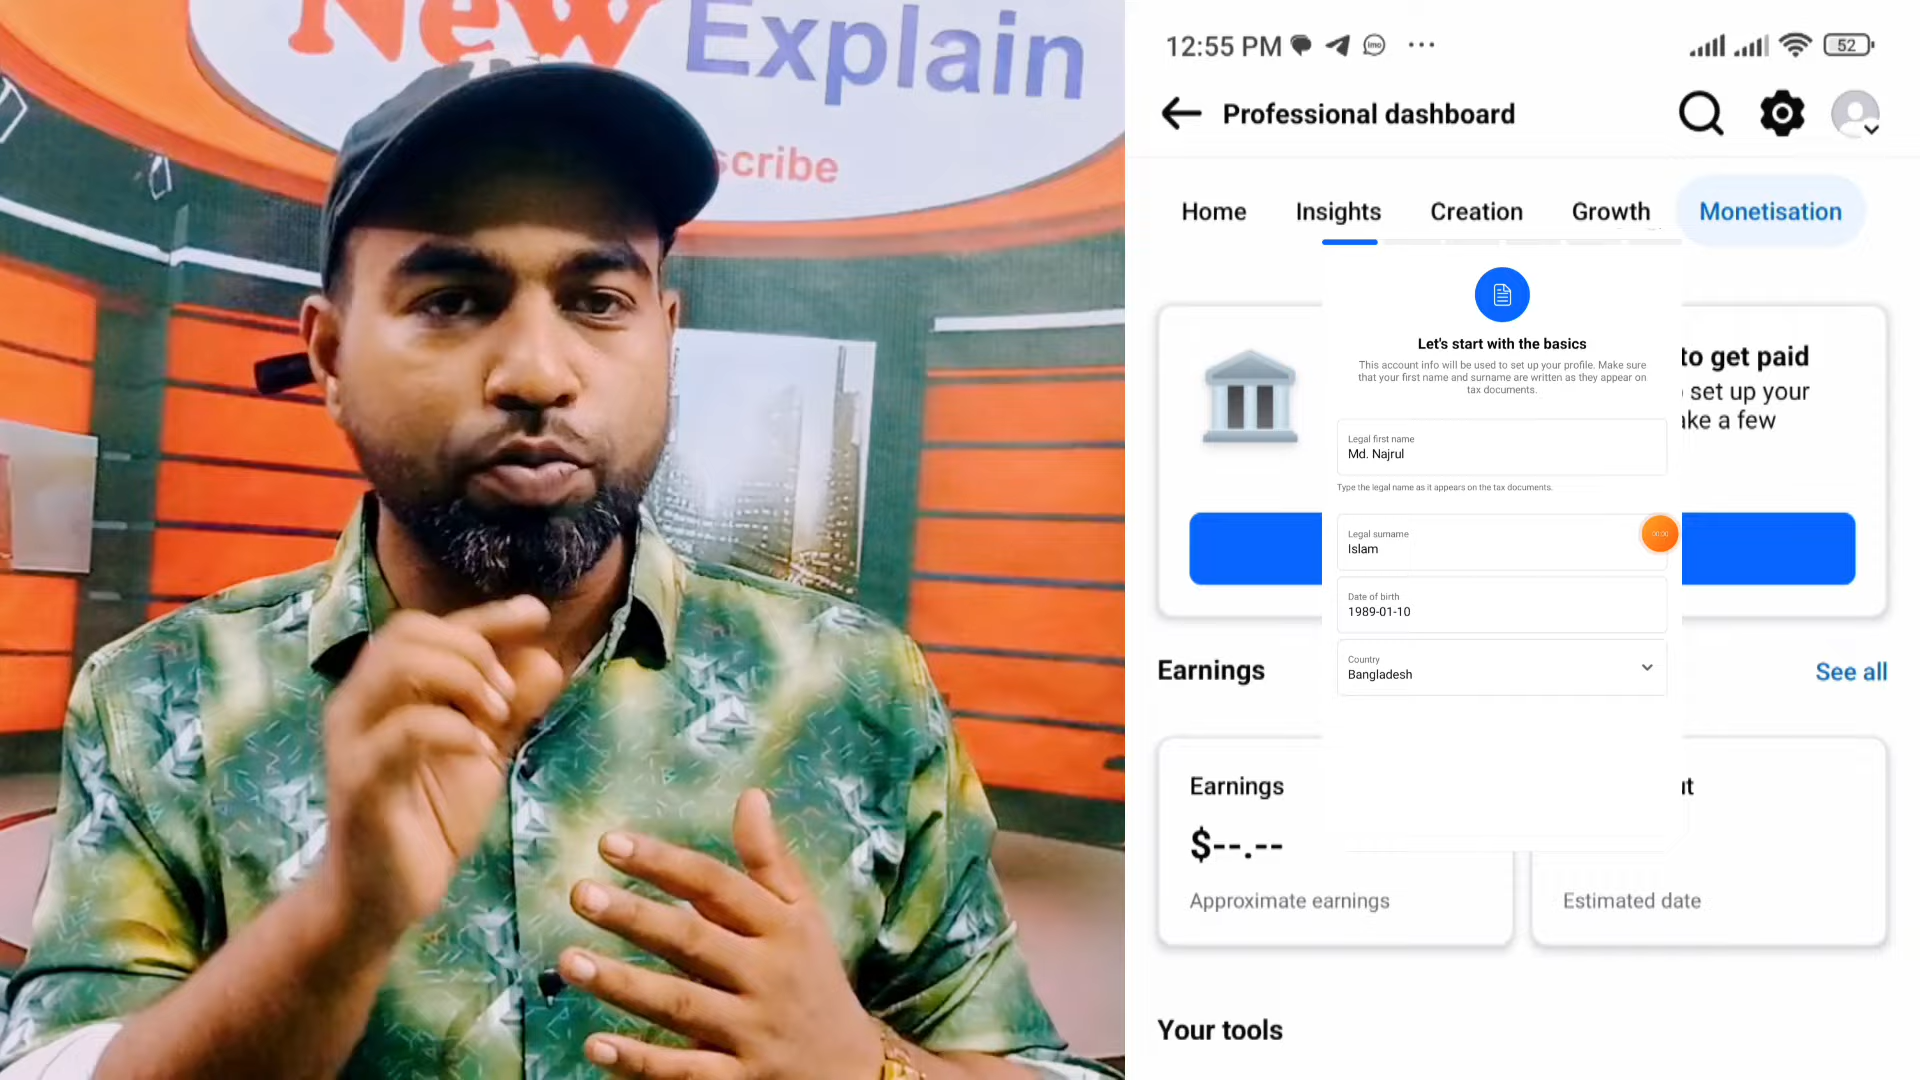 New Explain
scribe
12:55 PM
imo
52
Professional dashboard
Home
Insights
Creation
Growth
Monetisation
Let's start with the basics
This account info will be used to set up your profile. Make sure
that your first name and surname are written as they appear on
tax documents.
to get paid
set up your
ke a few
Legal first name
Md. Najrul
Type the legal name as it appears on the tax documents.
Legal surname
Islam
00:00
Date of birth
1989-01-10
Country
Bangladesh
Earnings
See all
Earnings
$--.--
Approximate earnings
ut
Estimated date
Your tools